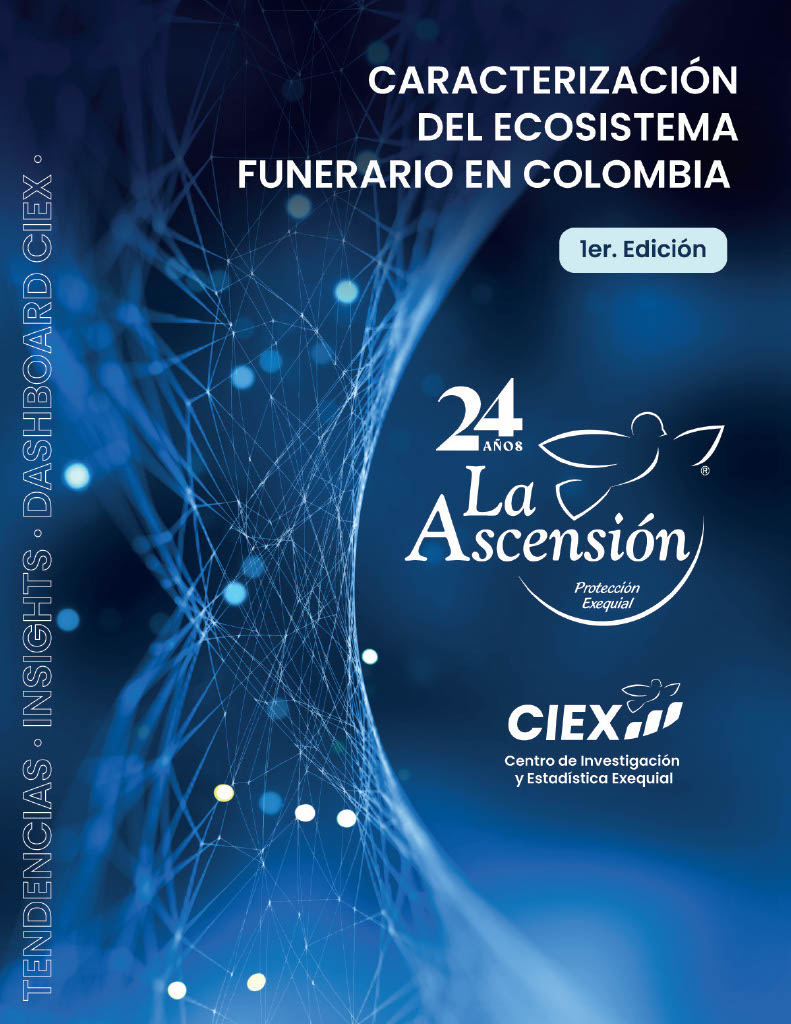 CARACTERIZACIÓN
DEL ECOSISTEMA
FUNERARIO EN COLOMBIA
1er. Edición
24
AÑOS
La
Ascensión
®
Protección
Exequial
CIEX
Centro de Investigación
y Estadística Exequial
TENDENCIAS • INSIGHTS • DASHBOARD CIEX •